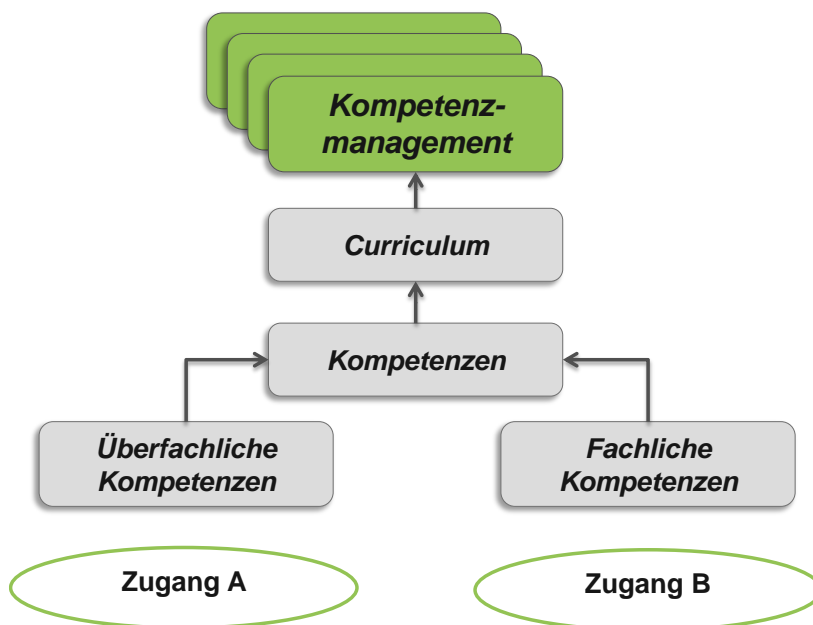 Kompetenz-
management
Curriculum
Kompetenzen
Überfachliche
Kompetenzen
Fachliche
Kompetenzen
Zugang A
Zugang B